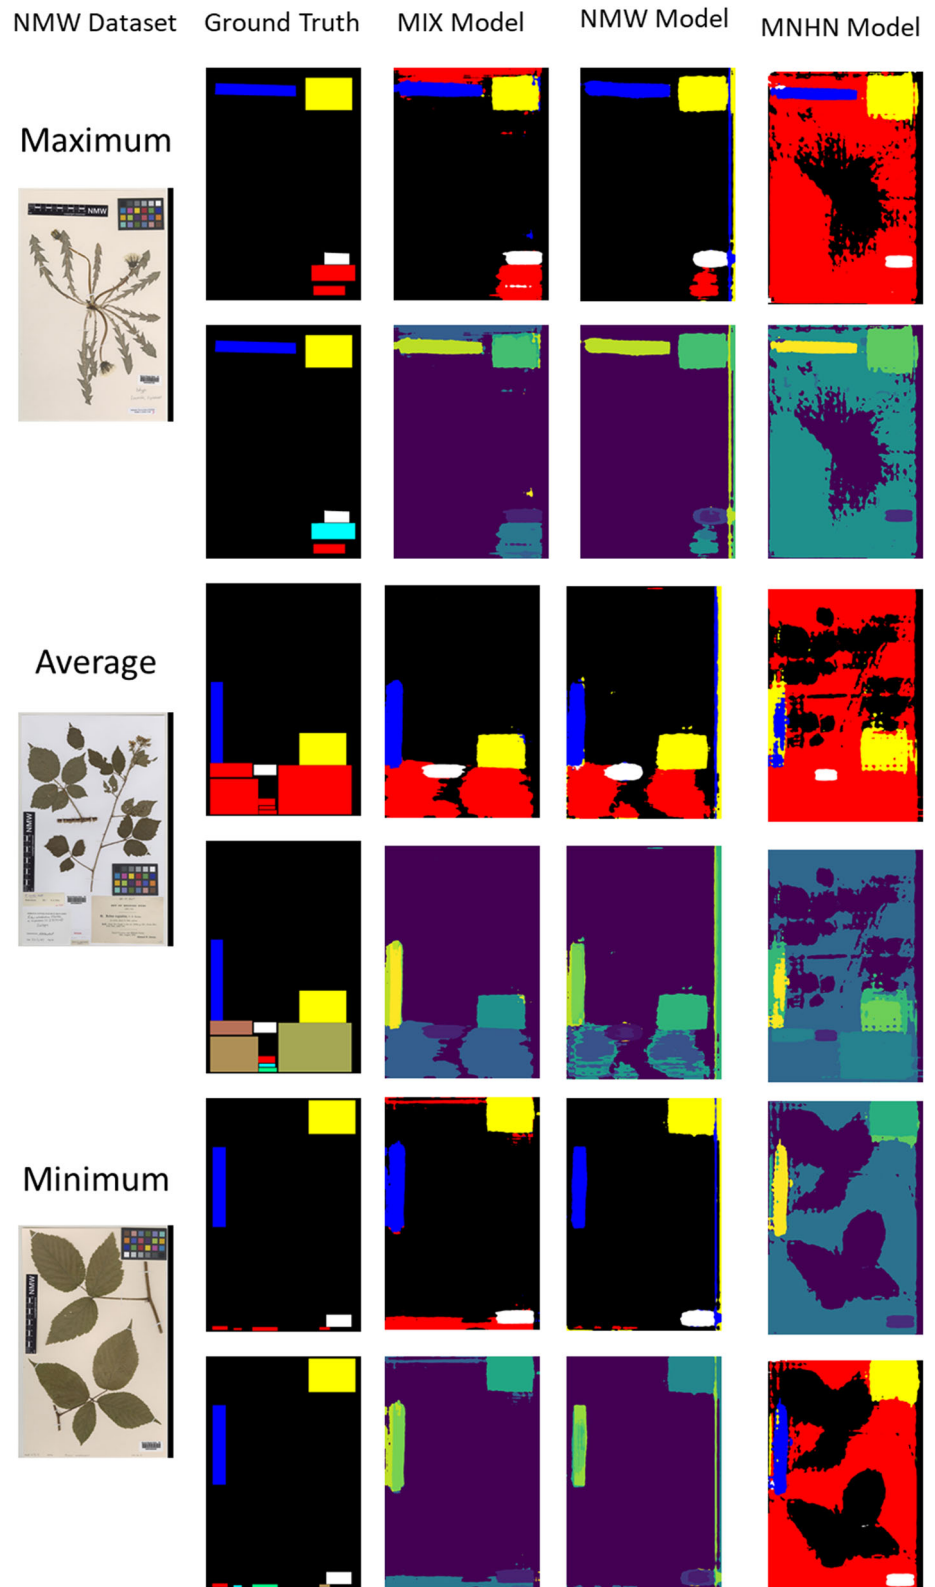 NMW Dataset
Ground Truth
MIX Model
NMW Model
MNHN Model
Maximum
NMW
Average
NMW
Minimum
NMW